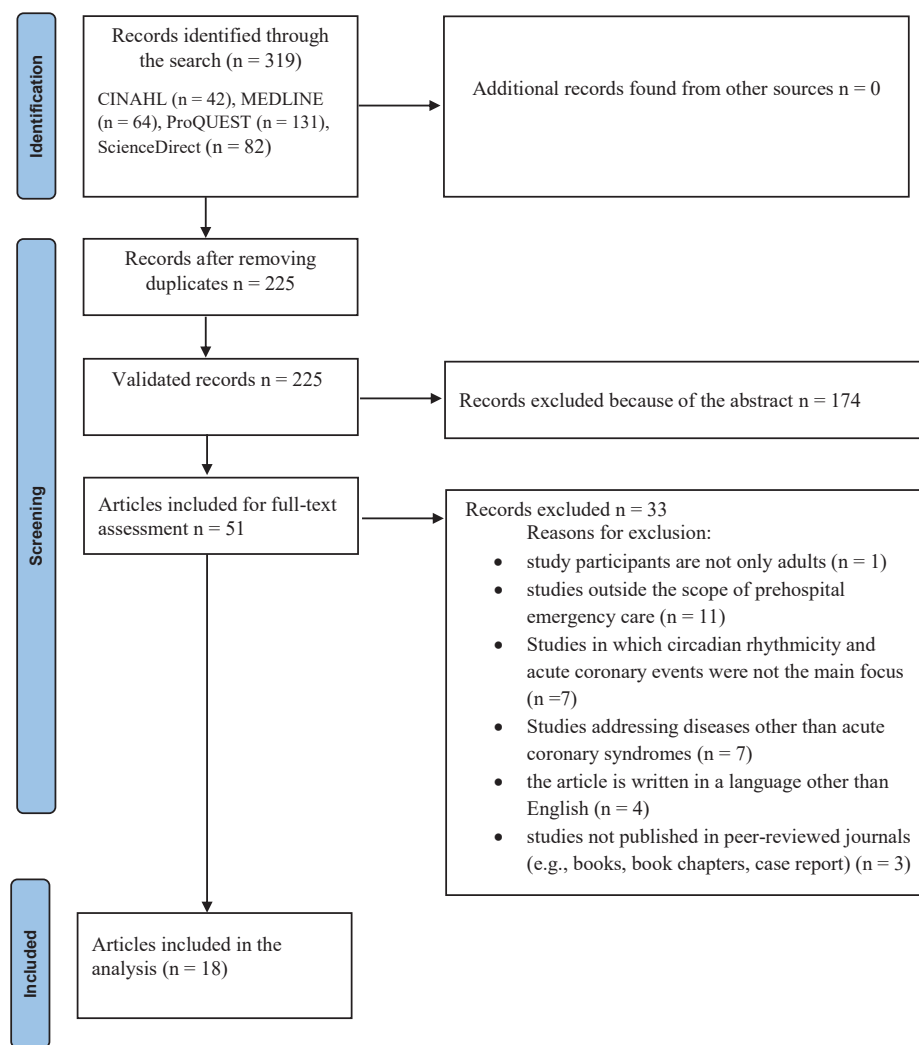 Identification
Records identified through
the search (n = 319)
CINAHL (n = 42), MEDLINE
(n = 64), ProQUEST (n = 131),
ScienceDirect (n = 82)
Additional records found from other sources n = 0
Screening
Records after removing
duplicates n = 225
Validated records n = 225
Records excluded because of the abstract n = 174
Articles included for full-text
assessment n = 51
Records excluded n = 33
Reasons for exclusion:
• study participants are not only adults (n = 1)
• studies outside the scope of prehospital
emergency care (n = 11)
• Studies in which circadian rhythmicity and
acute coronary events were not the main focus
(n =7)
• Studies addressing diseases other than acute
coronary syndromes (n = 7)
• the article is written in a language other than
English (n = 4)
• studies not published in peer-reviewed journals
(e.g., books, book chapters, case report) (n = 3)
Included
Articles included in the
analysis (n = 18)